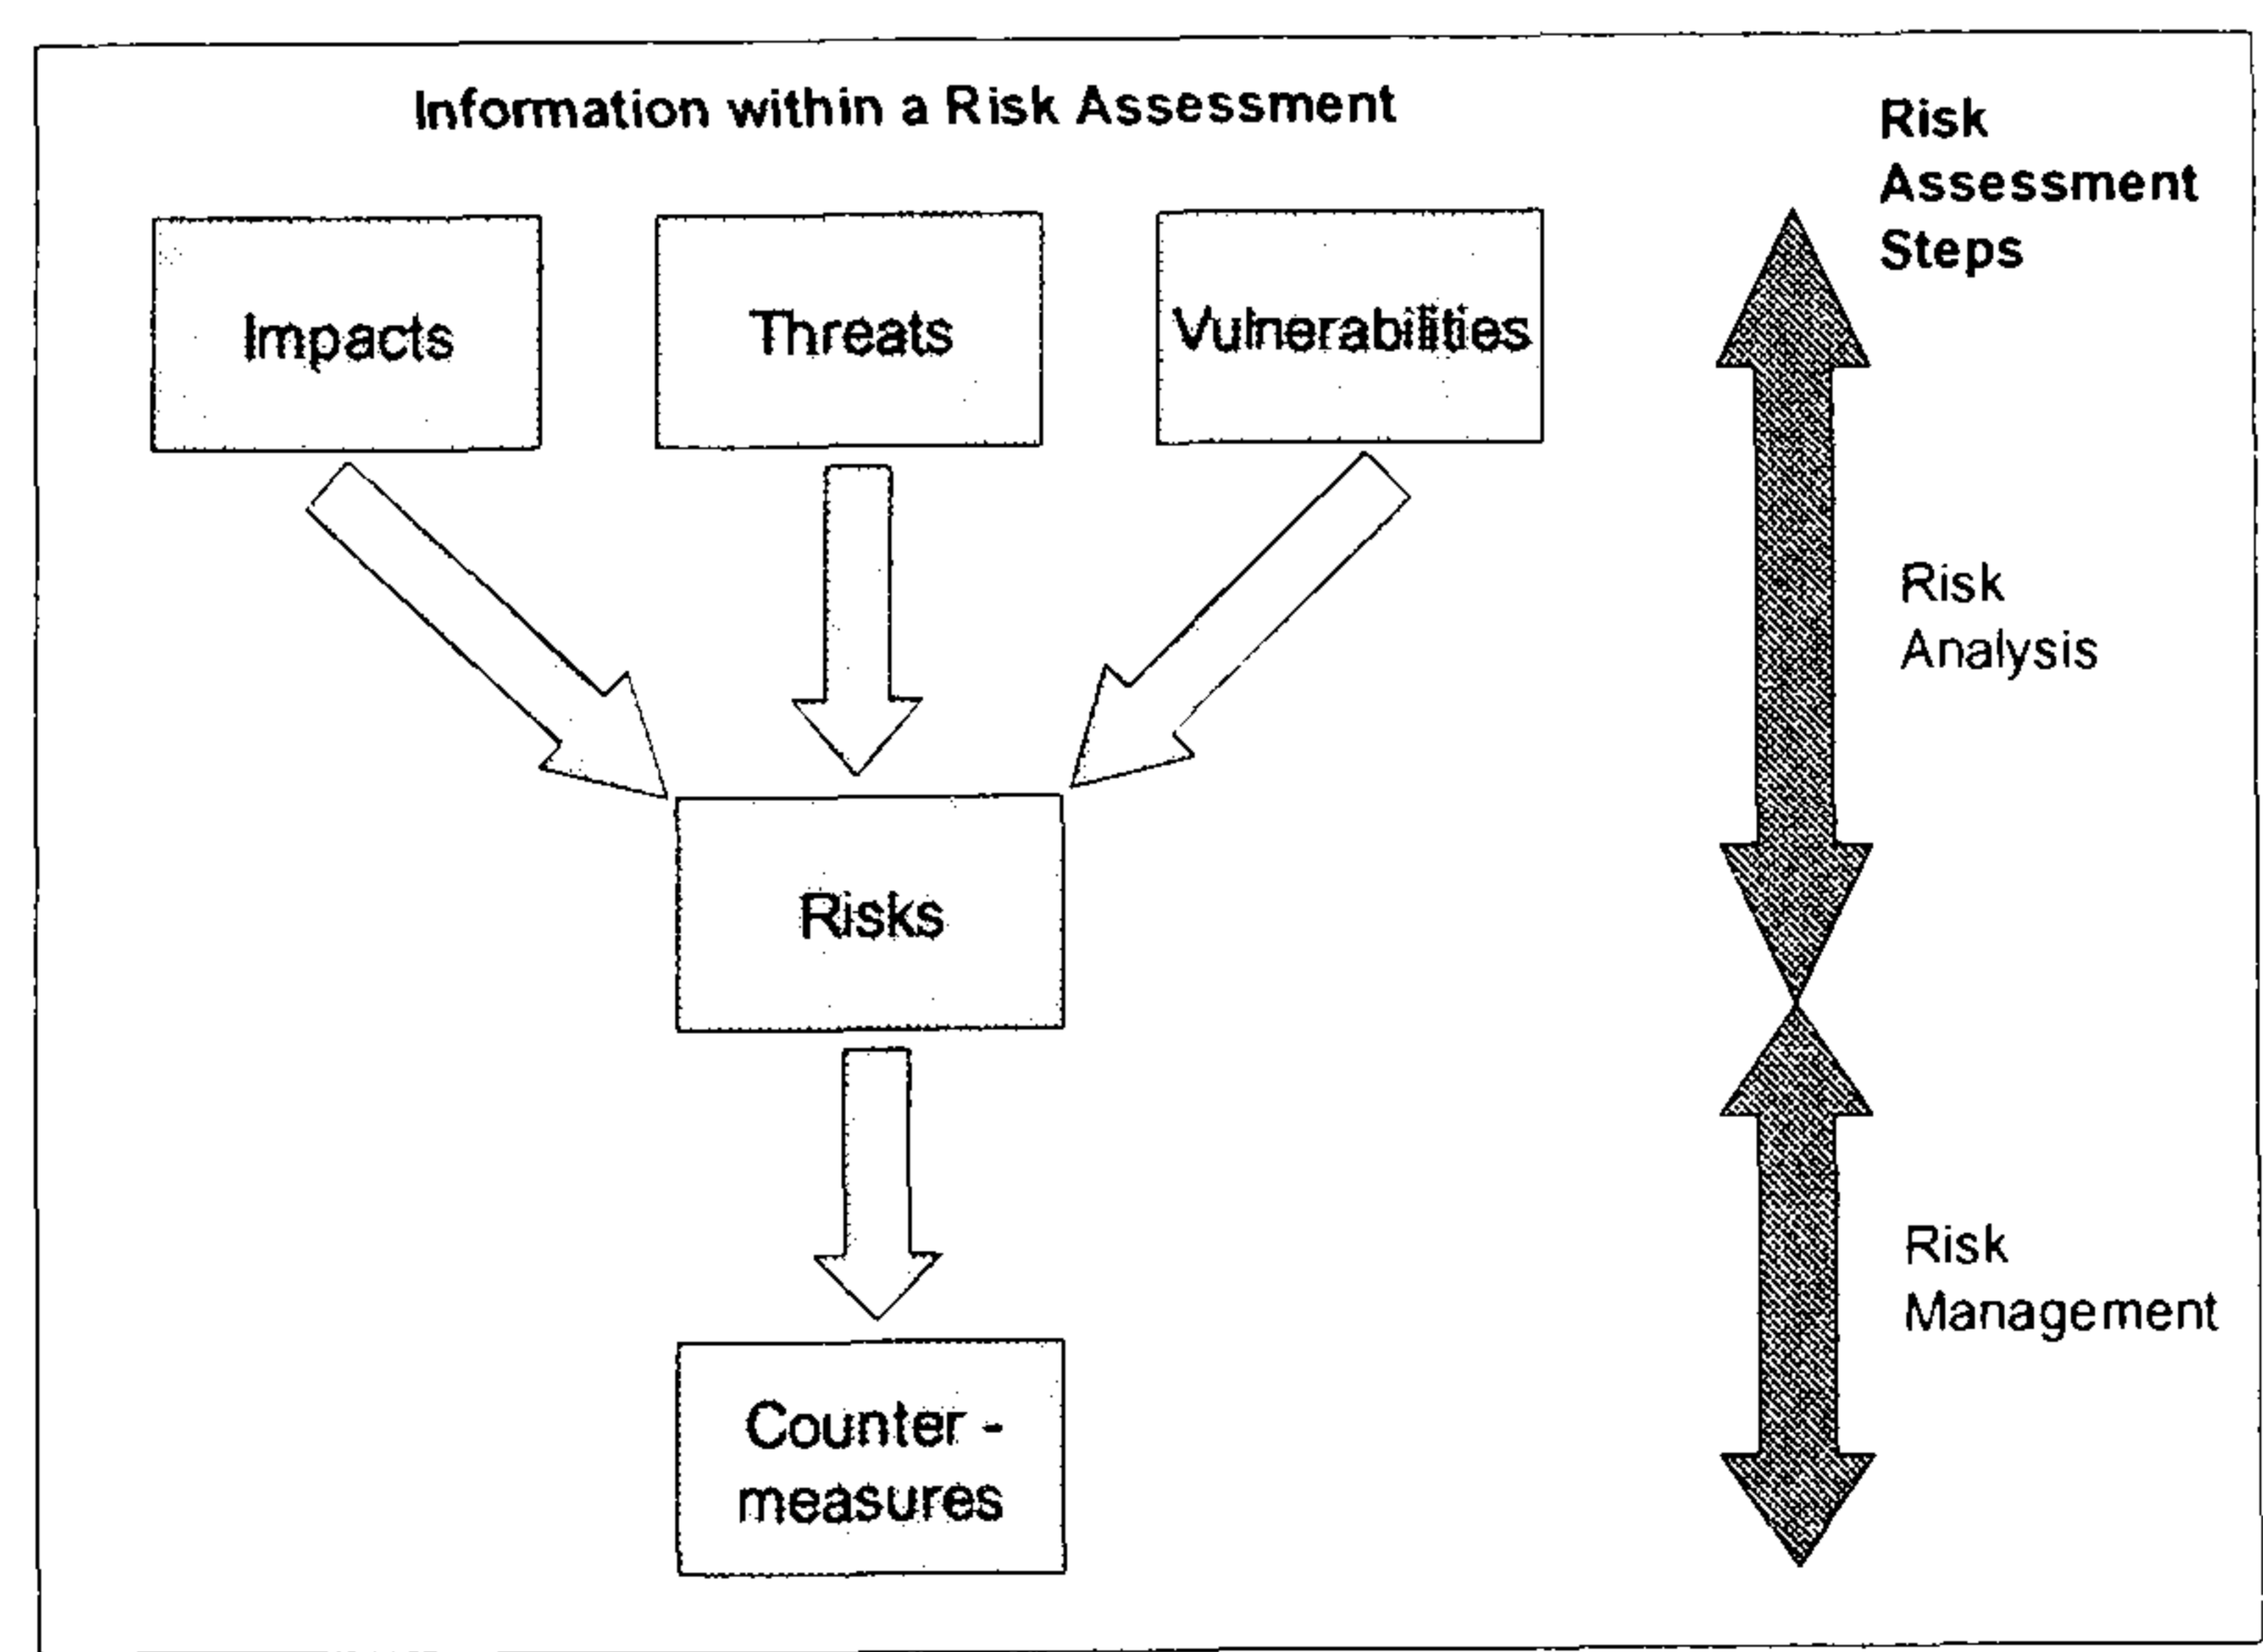 Information within a Risk Assessment
Risk
Assessment
Steps
Impacts
Threats
Vulnerabilities
Risk
Analysis
Risks
Risk
Management
Counter -
measures